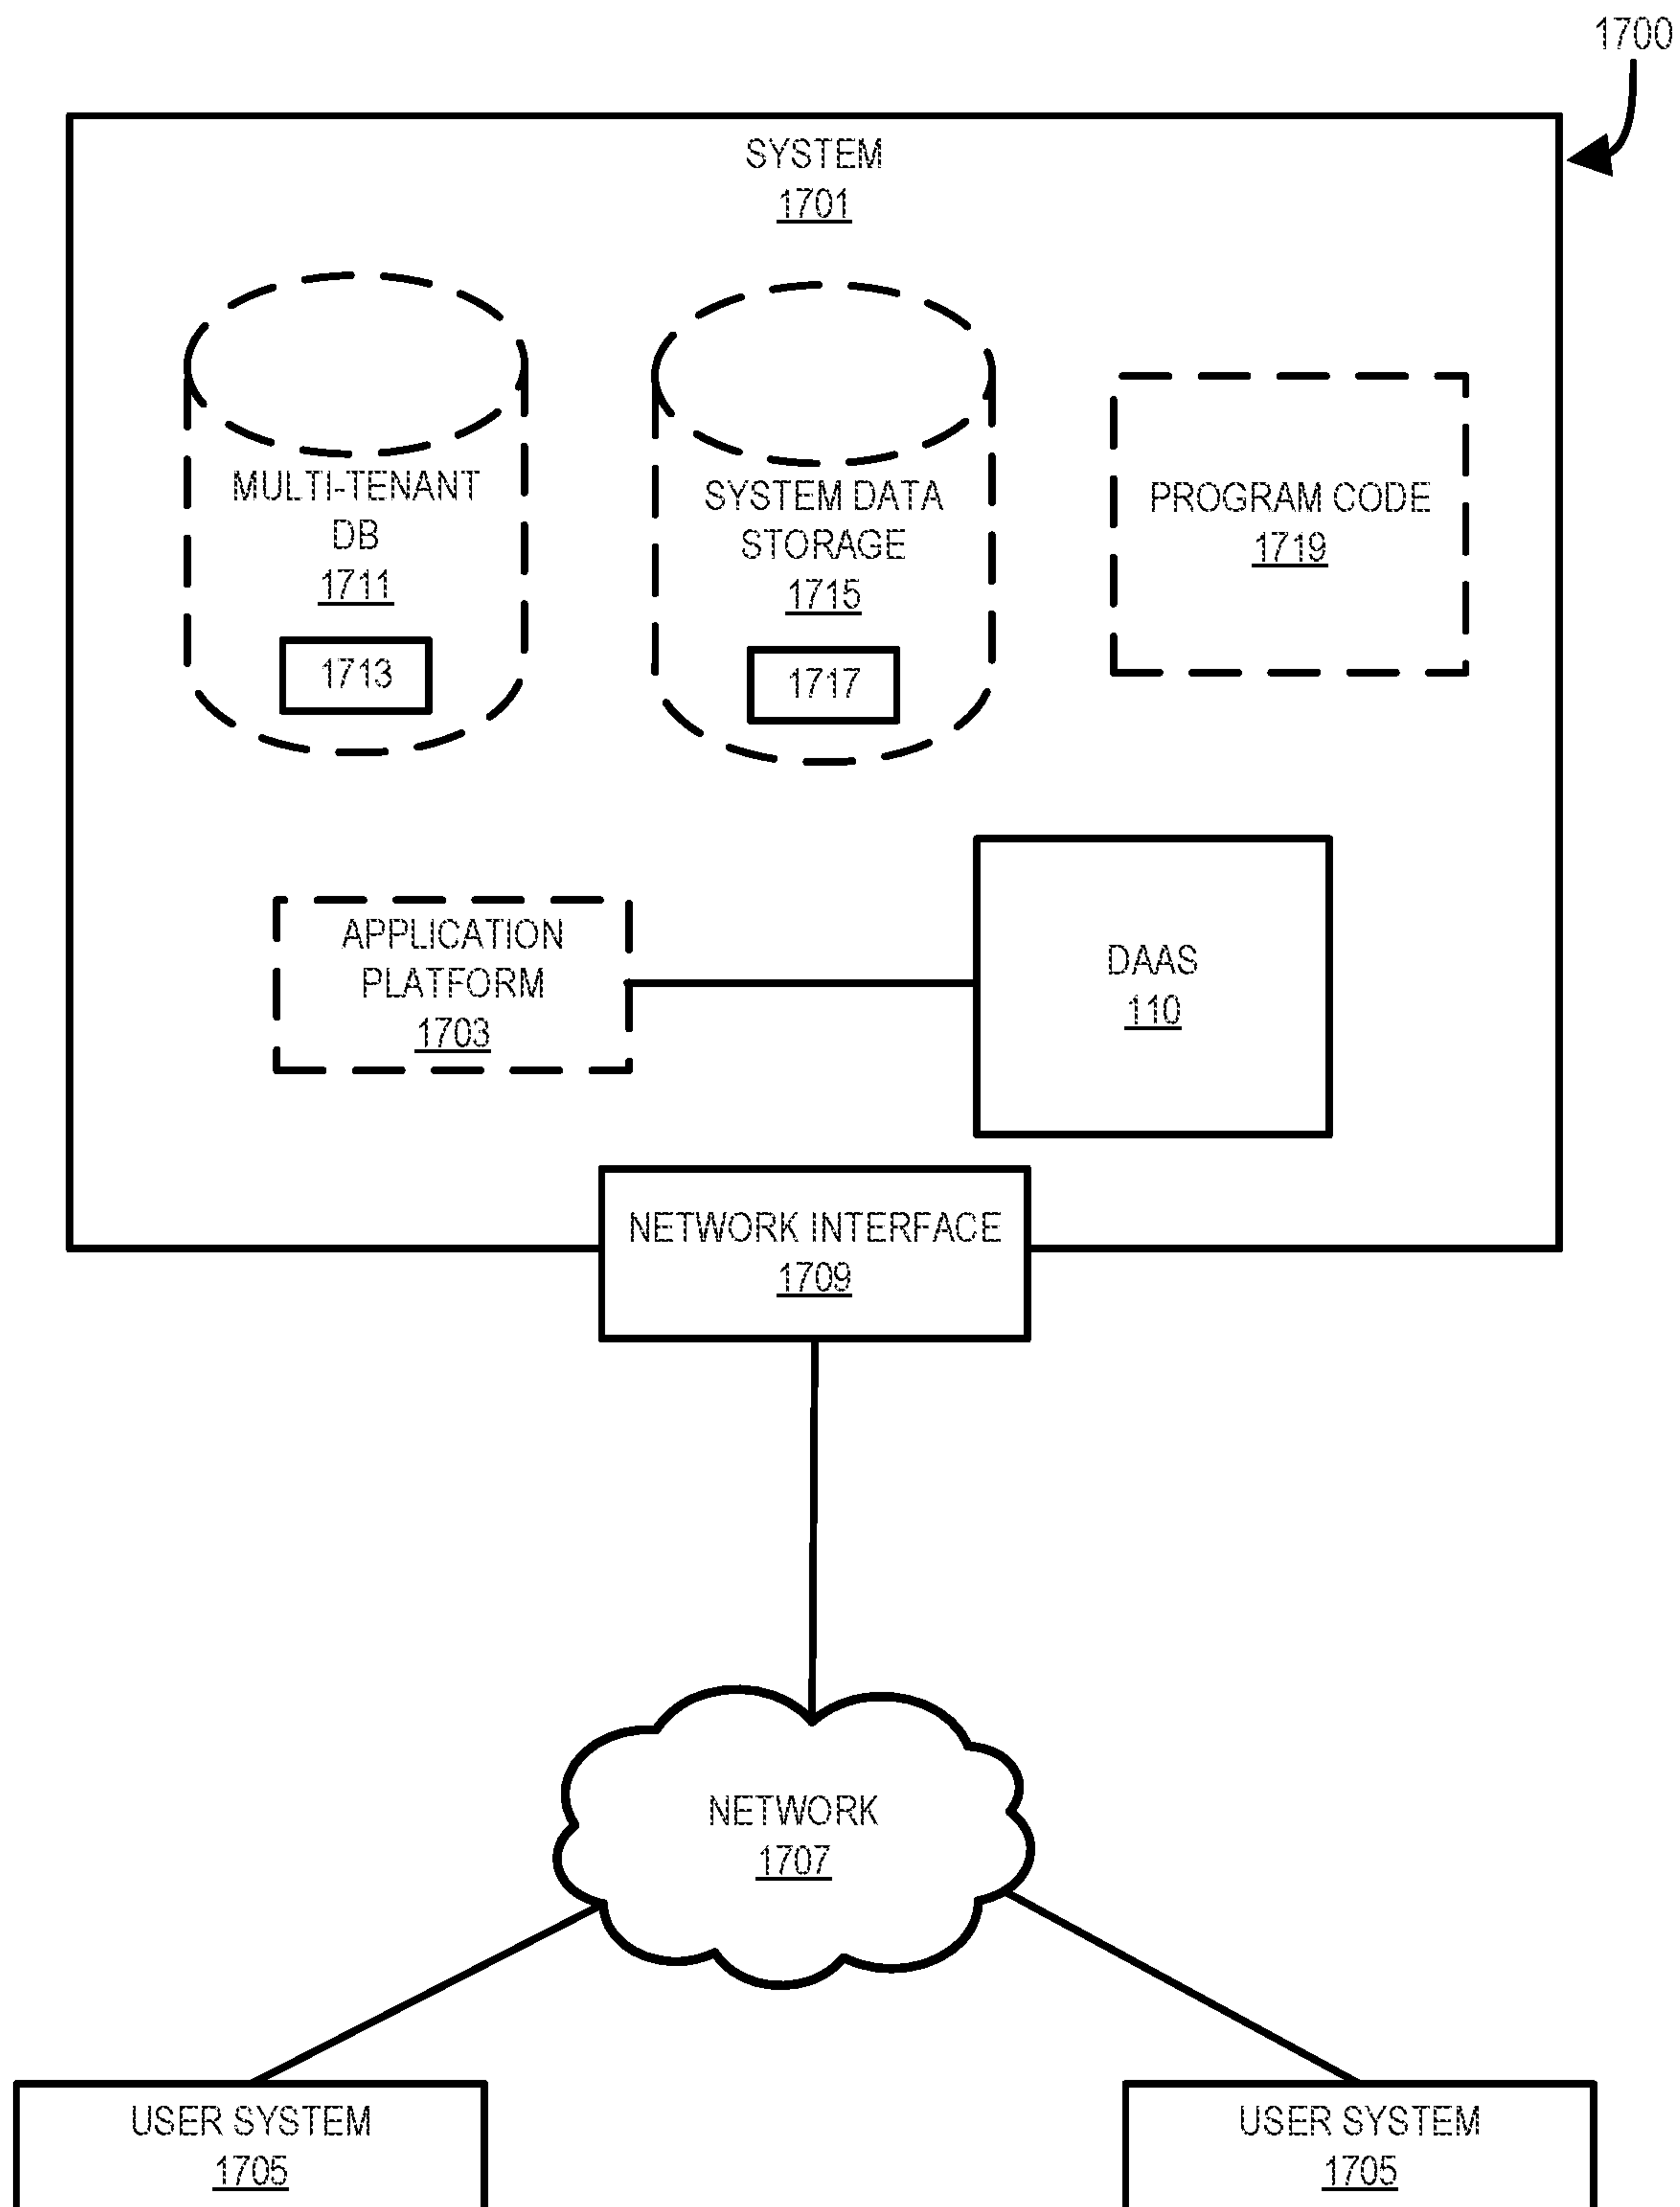 1700
SYSTEM
1701
MULTI-TENANT
DB
1711
1713
SYSTEM DATA
STORAGE
1715
1717
PROGRAM CODE
1719
APPLICATION
PLATFORM
1703
DAAS
110
NETWORK INTERFACE
1709
NETWORK
1707
USER SYSTEM
1705
USER SYSTEM
1705